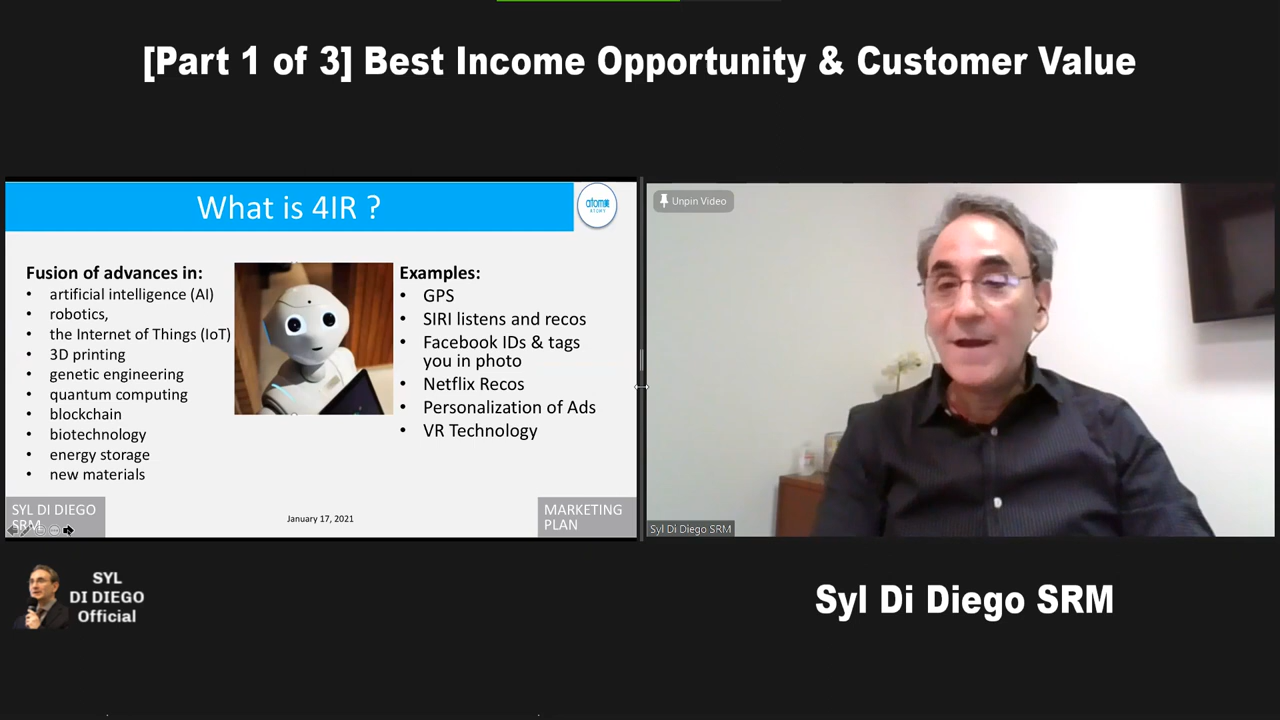 [Part 1 of 3] Best Income Opportunity & Customer Value
What is 4IR ?
atomy
ATOMY
Fusion of advances in:
• artificial intelligence (AI)
• robotics,
• the Internet of Things (IoT)
• 3D printing
• genetic engineering
• quantum computing
• blockchain
• biotechnology
• energy storage
• new materials
Examples:
• GPS
• SIRI listens and recos
• Facebook IDs & tags
you in photo
• Netflix Recos
• Personalization of Ads
• VR Technology
SYL DI DIEGO
SRM
January 17, 2021
MARKETING
PLAN
Unpin Video
Syl Di Diego SRM
SYL
DI DIEGO
Official
Syl Di Diego SRM